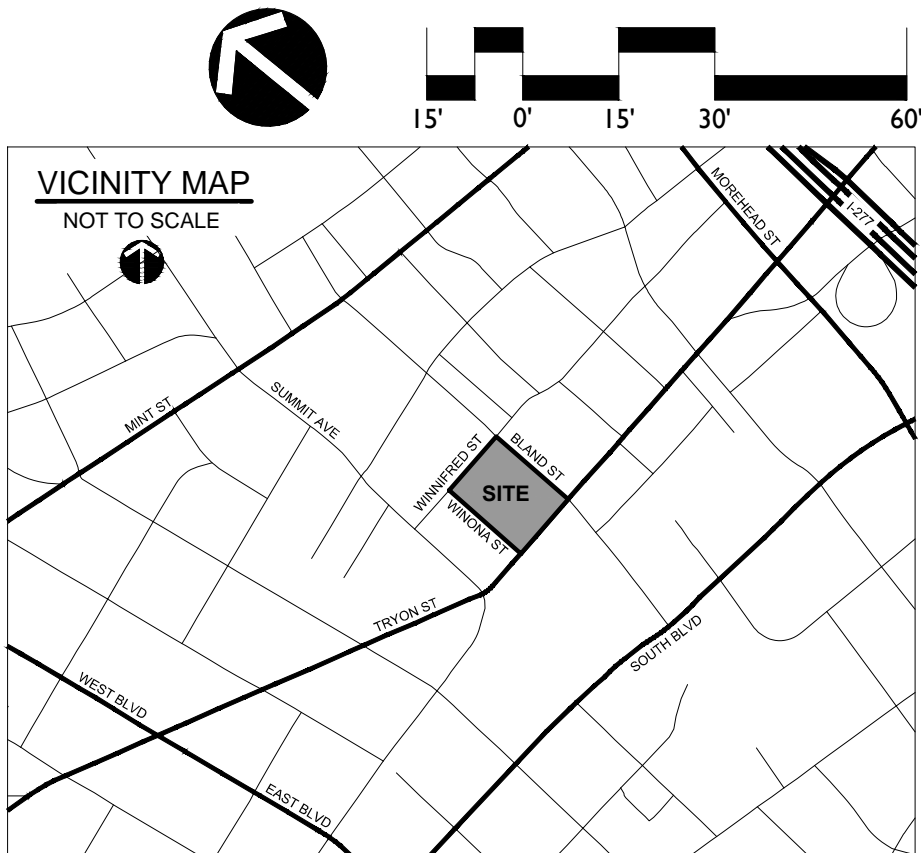 15' 0' 15' 30' 60'
VICINITY MAP
NOT TO SCALE
MOREHEAD ST
I-277
MINT ST
SUMMIT AVE
WINNIFRED ST
BLAND ST
SITE
WINONA ST
TRYON ST
SOUTH BLVD
WEST BLVD
EAST BLVD